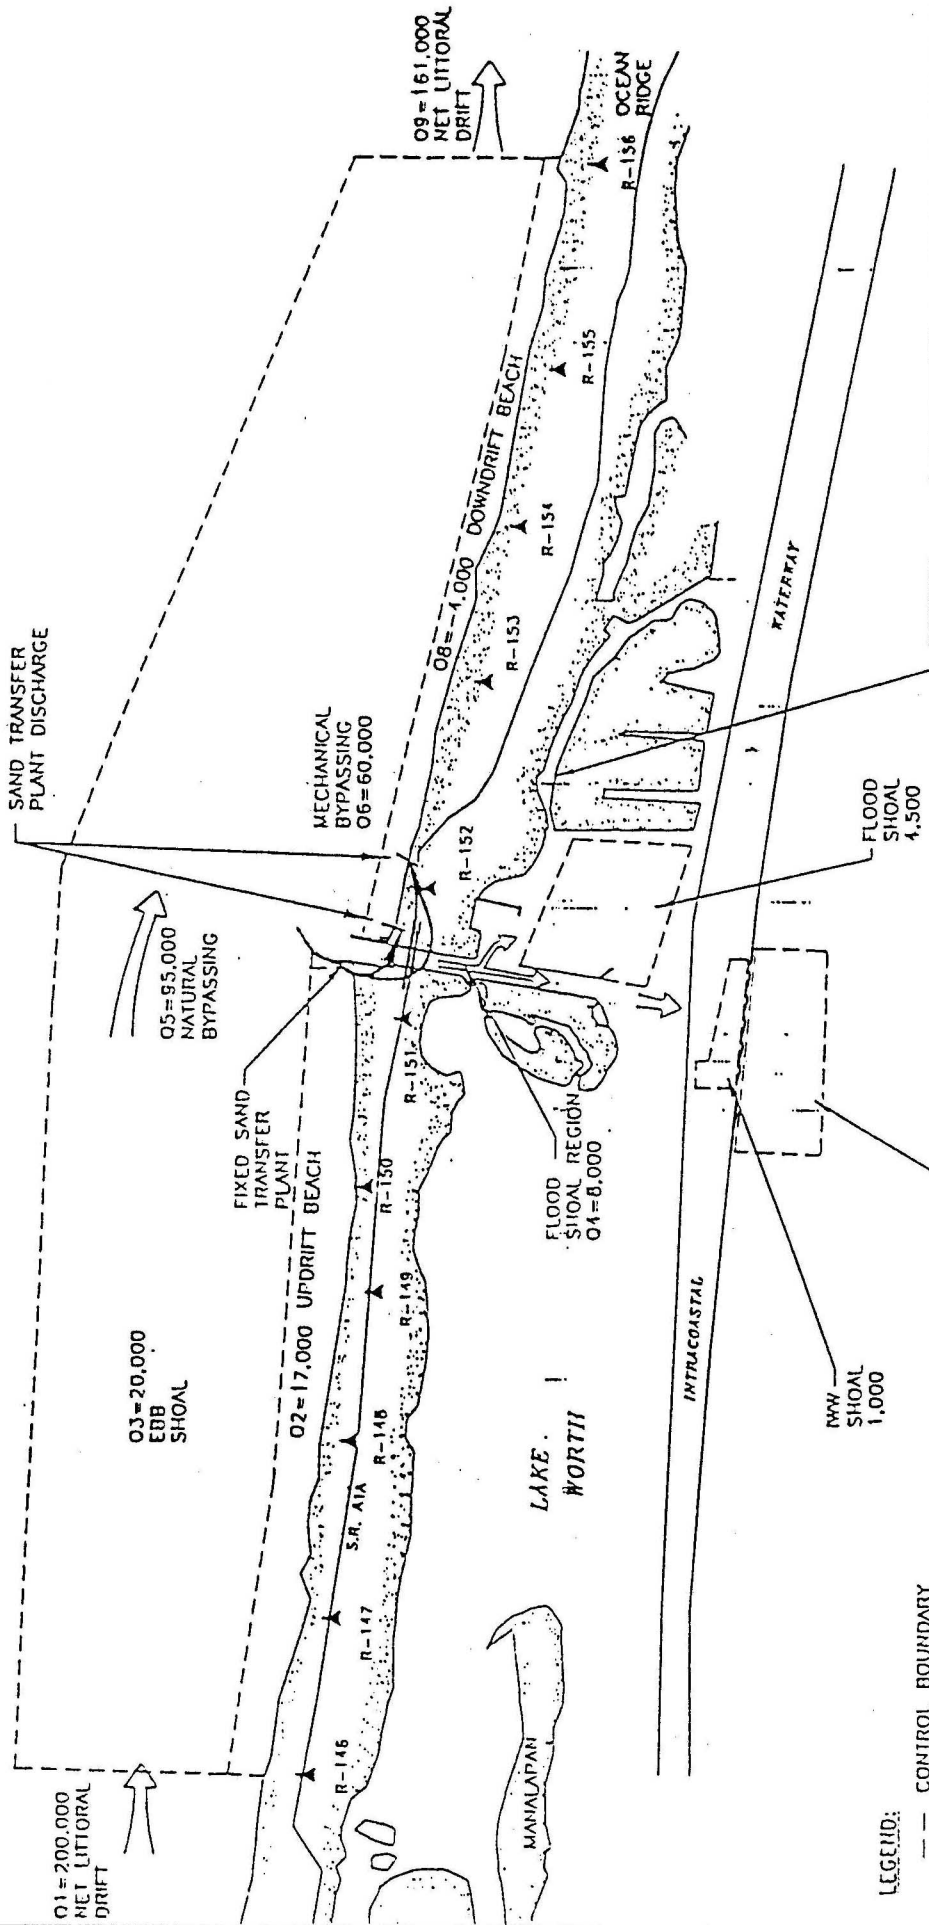 Q1=200,000
NET LITTORAL
DRIFT
Q3=20,000
EBB
SHOAL
Q2=17,000 UPDRIFT BEACH
FIXED SAND
TRANSFER
PLANT
Q5=95,000
NATURAL
BYPASSING
SAND TRANSFER
PLANT DISCHARGE
MECHANICAL
BYPASSING
Q6=60,000
Q8=-4,000 DOWNDRIFT BEACH
Q9=161,000
NET LITTORAL
DRIFT
OCEAN
RIDGE
R-146
R-147
R-148
R-149
R-150
R-151
R-152
R-153
R-154
R-155
R-156
S.R. A1A
MANALAPAN
LAKE
WORTH
FLOOD
SHOAL REGION
Q4=8,000
INTRACOASTAL
WATERWAY
IWW
SHOAL
1,000
FLOOD
SHOAL
4,500
LEGEND:
-- CONTROL BOUNDARY